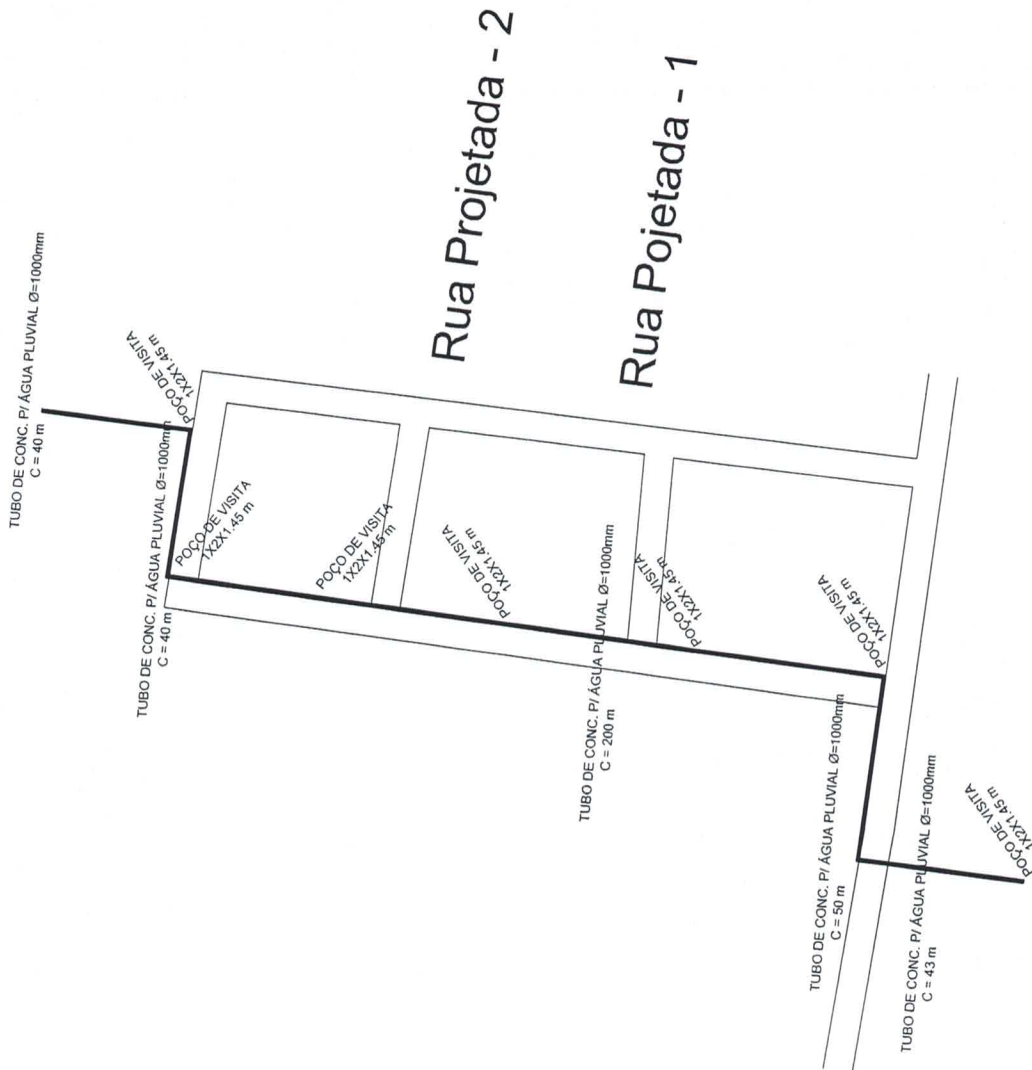 TUBO DE CONC. P/ ÁGUA PLUVIAL Ø=1000mm
C = 40 m
POÇO DE VISITA
1X2X1.45 m
TUBO DE CONC. P/ ÁGUA PLUVIAL Ø=1000mm
C = 40 m
POÇO DE VISITA
1X2X1.45 m
POÇO DE VISITA
1X2X1.45 m
Rua Projetada - 2
POÇO DE VISITA
1X2X1.45 m
TUBO DE CONC. P/ ÁGUA PLUVIAL Ø=1000mm
C = 200 m
POÇO DE VISITA
1X2X1.45 m
Rua Pojetada - 1
POÇO DE VISITA
1X2X1.45 m
TUBO DE CONC. P/ ÁGUA PLUVIAL Ø=1000mm
C = 50 m
TUBO DE CONC. P/ ÁGUA PLUVIAL Ø=1000mm
C = 43 m
POÇO DE VISITA
1X2X1.45 m